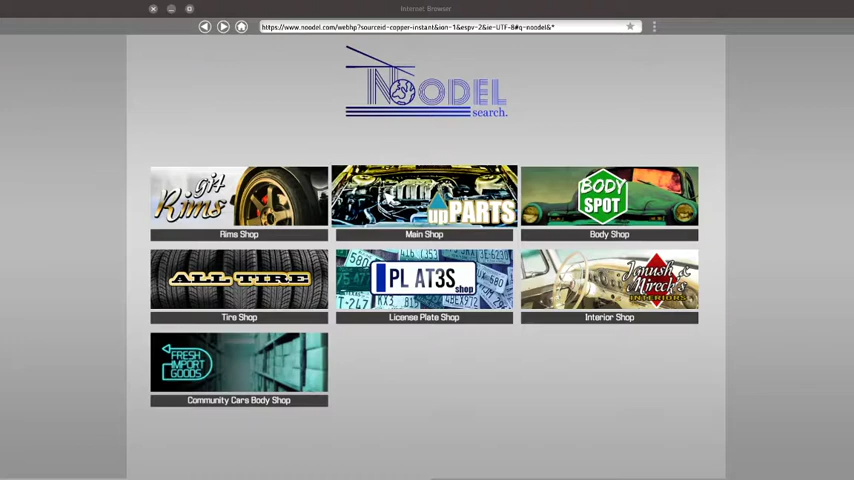 Internet Browser
https://www.noodel.com/webhp?sourceid-copper-instant&ion-1&espv-2&ie-UTF-8#q-noodel&*
NOODEL
search.
git Rims
upPARTS
BODY SPOT
Rims Shop
Main Shop
Body Shop
ALL TIRE
PL AT3S
shop
Janush & Mireck's
INTERIORS
Tire Shop
License Plate Shop
Interior Shop
FRESH
IMPORT
GOODS
Community Cars Body Shop